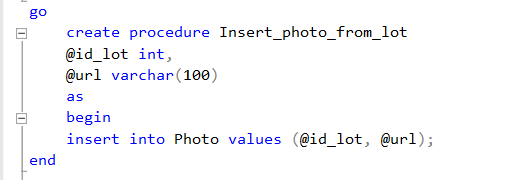 go
create procedure Insert_photo_from_lot
@id_lot int,
@url varchar(100)
as
begin
insert into Photo values (@id_lot, @url);
end